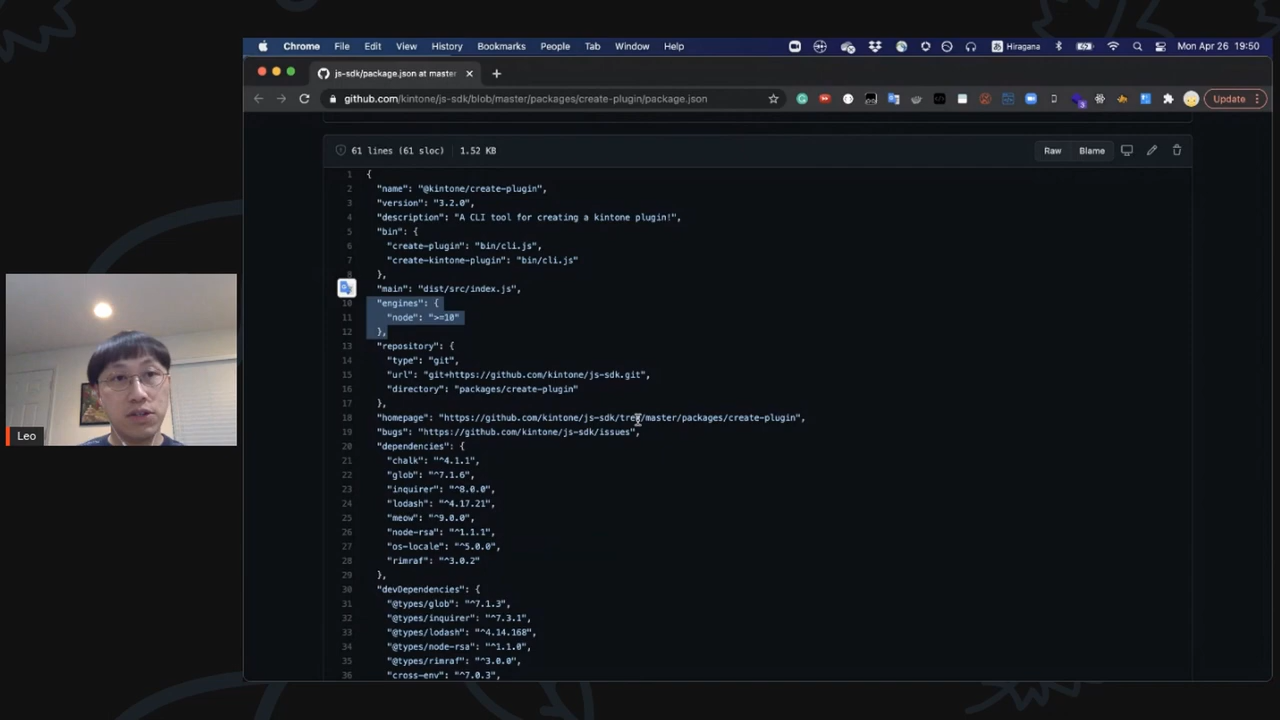 Chrome File Edit View History Bookmarks People Tab Window Help Hiragana Mon Apr 26 19:50
js-sdk/package.json at master
github.com/kintone/js-sdk/blob/master/packages/create-plugin/package.json Update
61 lines (61 sloc) 1.52 KB Raw Blame
1 {
2 "name": "@kintone/create-plugin",
3 "version": "3.2.0",
4 "description": "A CLI tool for creating a kintone plugin!",
5 "bin": {
6 "create-plugin": "bin/cli.js",
7 "create-kintone-plugin": "bin/cli.js"
8 },
"main": "dist/src/index.js",
10 "engines": {
11 "node": ">=10"
12 },
13 "repository": {
14 "type": "git",
15 "url": "git+https://github.com/kintone/js-sdk.git",
16 "directory": "packages/create-plugin"
17 },
18 "homepage": "https://github.com/kintone/js-sdk/tree/master/packages/create-plugin",
19 "bugs": "https://github.com/kintone/js-sdk/issues",
20 "dependencies": {
21 "chalk": "^4.1.1",
22 "glob": "^7.1.6",
23 "inquirer": "^8.0.0",
24 "lodash": "^4.17.21",
25 "meow": "^9.0.0",
26 "node-rsa": "^1.1.1",
27 "os-locale": "^5.0.0",
28 "rimraf": "^3.0.2"
29 },
30 "devDependencies": {
31 "@types/glob": "^7.1.3",
32 "@types/inquirer": "^7.3.1",
33 "@types/lodash": "^4.14.168",
34 "@types/node-rsa": "^1.1.0",
35 "@types/rimraf": "^3.0.0",
36 "cross-env": "^7.0.3",
Leo